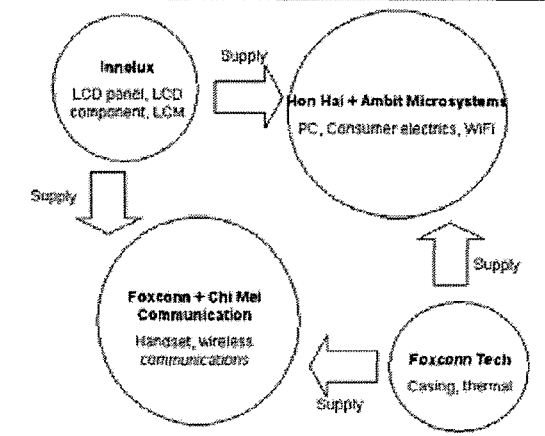 Innolux
LCD panel, LCD
component, LCM
Supply
Hon Hai + Ambit Microsystems
PC, Consumer electrics, WiFi
Supply
Foxconn + Chi Mei
Communication
Handset, wireless
communications
Supply
Foxconn Tech
Casing, thermal
Supply